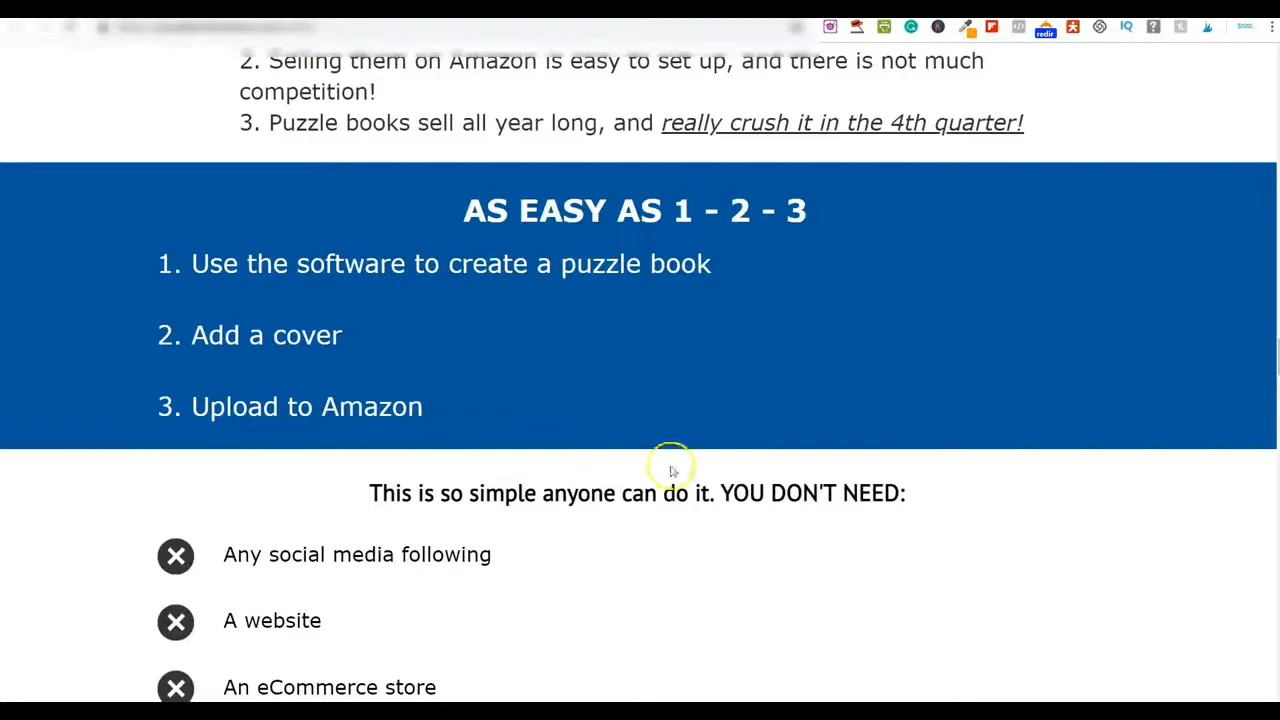 2. Selling them on Amazon is easy to set up, and there is not much
competition!
3. Puzzle books sell all year long, and really crush it in the 4th quarter!
AS EASY AS 1 - 2 - 3
1. Use the software to create a puzzle book
2. Add a cover
3. Upload to Amazon
This is so simple anyone can do it. YOU DON'T NEED:
Any social media following
A website
An eCommerce store
redir
IQ